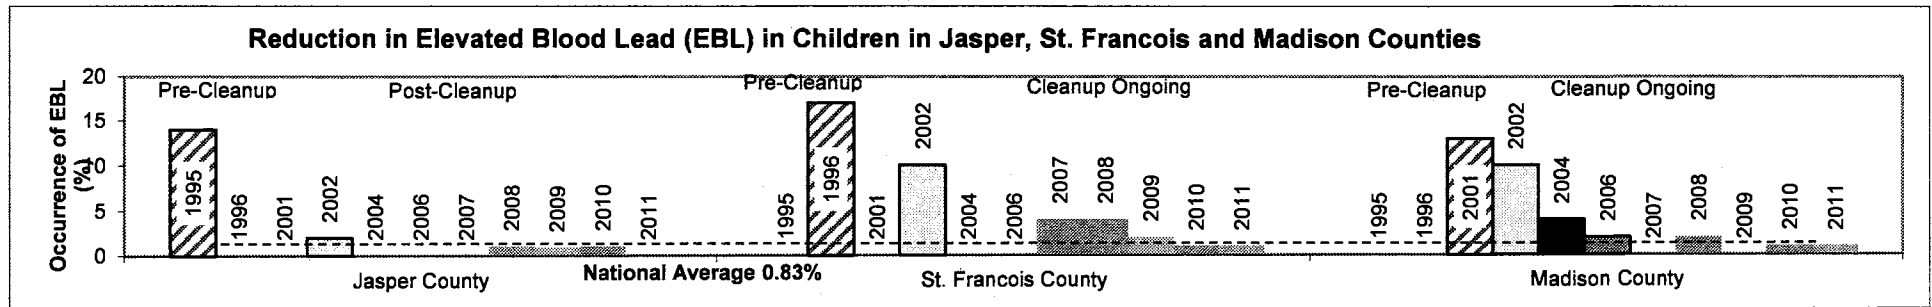 Reduction in Elevated Blood Lead (EBL) in Children in Jasper, St. Francois and Madison Counties
Occurrence of EBL
(%)
20
15
10
5
0
Pre-Cleanup Post-Cleanup Pre-Cleanup Cleanup Ongoing Pre-Cleanup Cleanup Ongoing
1995 1996 2001 2002 2004 2006 2007 2008 2009 2010 2011 1995 1996 2001 2002 2004 2006 2007 2008 2009 2010 2011 1995 1996 2001 2002 2004 2006 2007 2008 2009 2010 2011
Jasper County National Average 0.83% St. Francois County Madison County